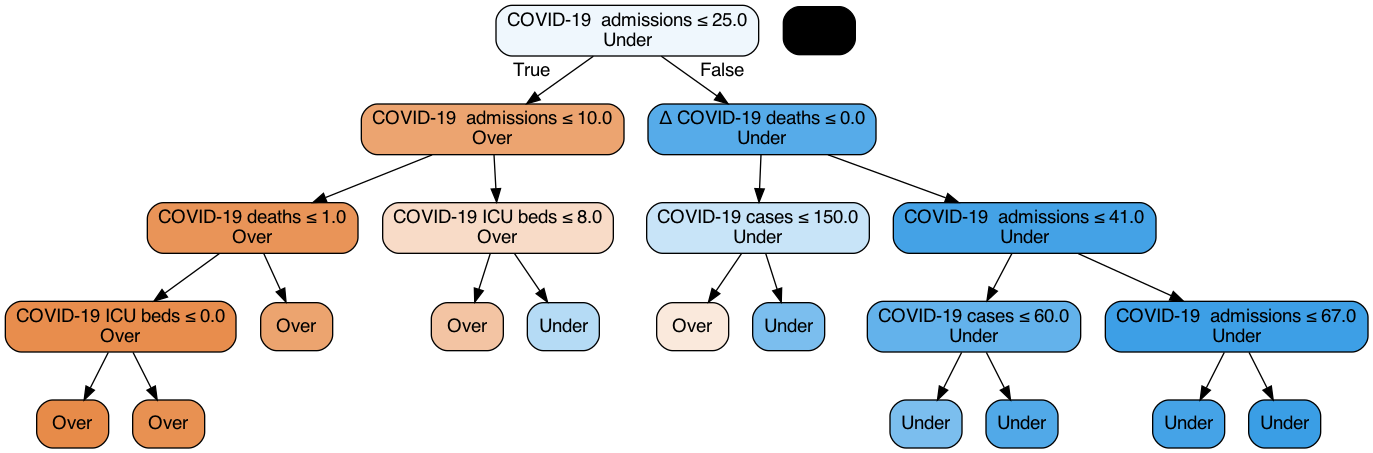 COVID-19  admissions ≤ 25.0
Under
True
False
COVID-19  admissions ≤ 10.0
Over
Δ COVID-19 deaths ≤ 0.0
Under
COVID-19 deaths ≤ 1.0
Over
COVID-19 ICU beds ≤ 8.0
Over
COVID-19 cases ≤ 150.0
Under
COVID-19  admissions ≤ 41.0
Under
COVID-19 ICU beds ≤ 0.0
Over
Over
Over
Under
Over
Under
COVID-19 cases ≤ 60.0
Under
COVID-19  admissions ≤ 67.0
Under
Over
Over
Under
Under
Under
Under